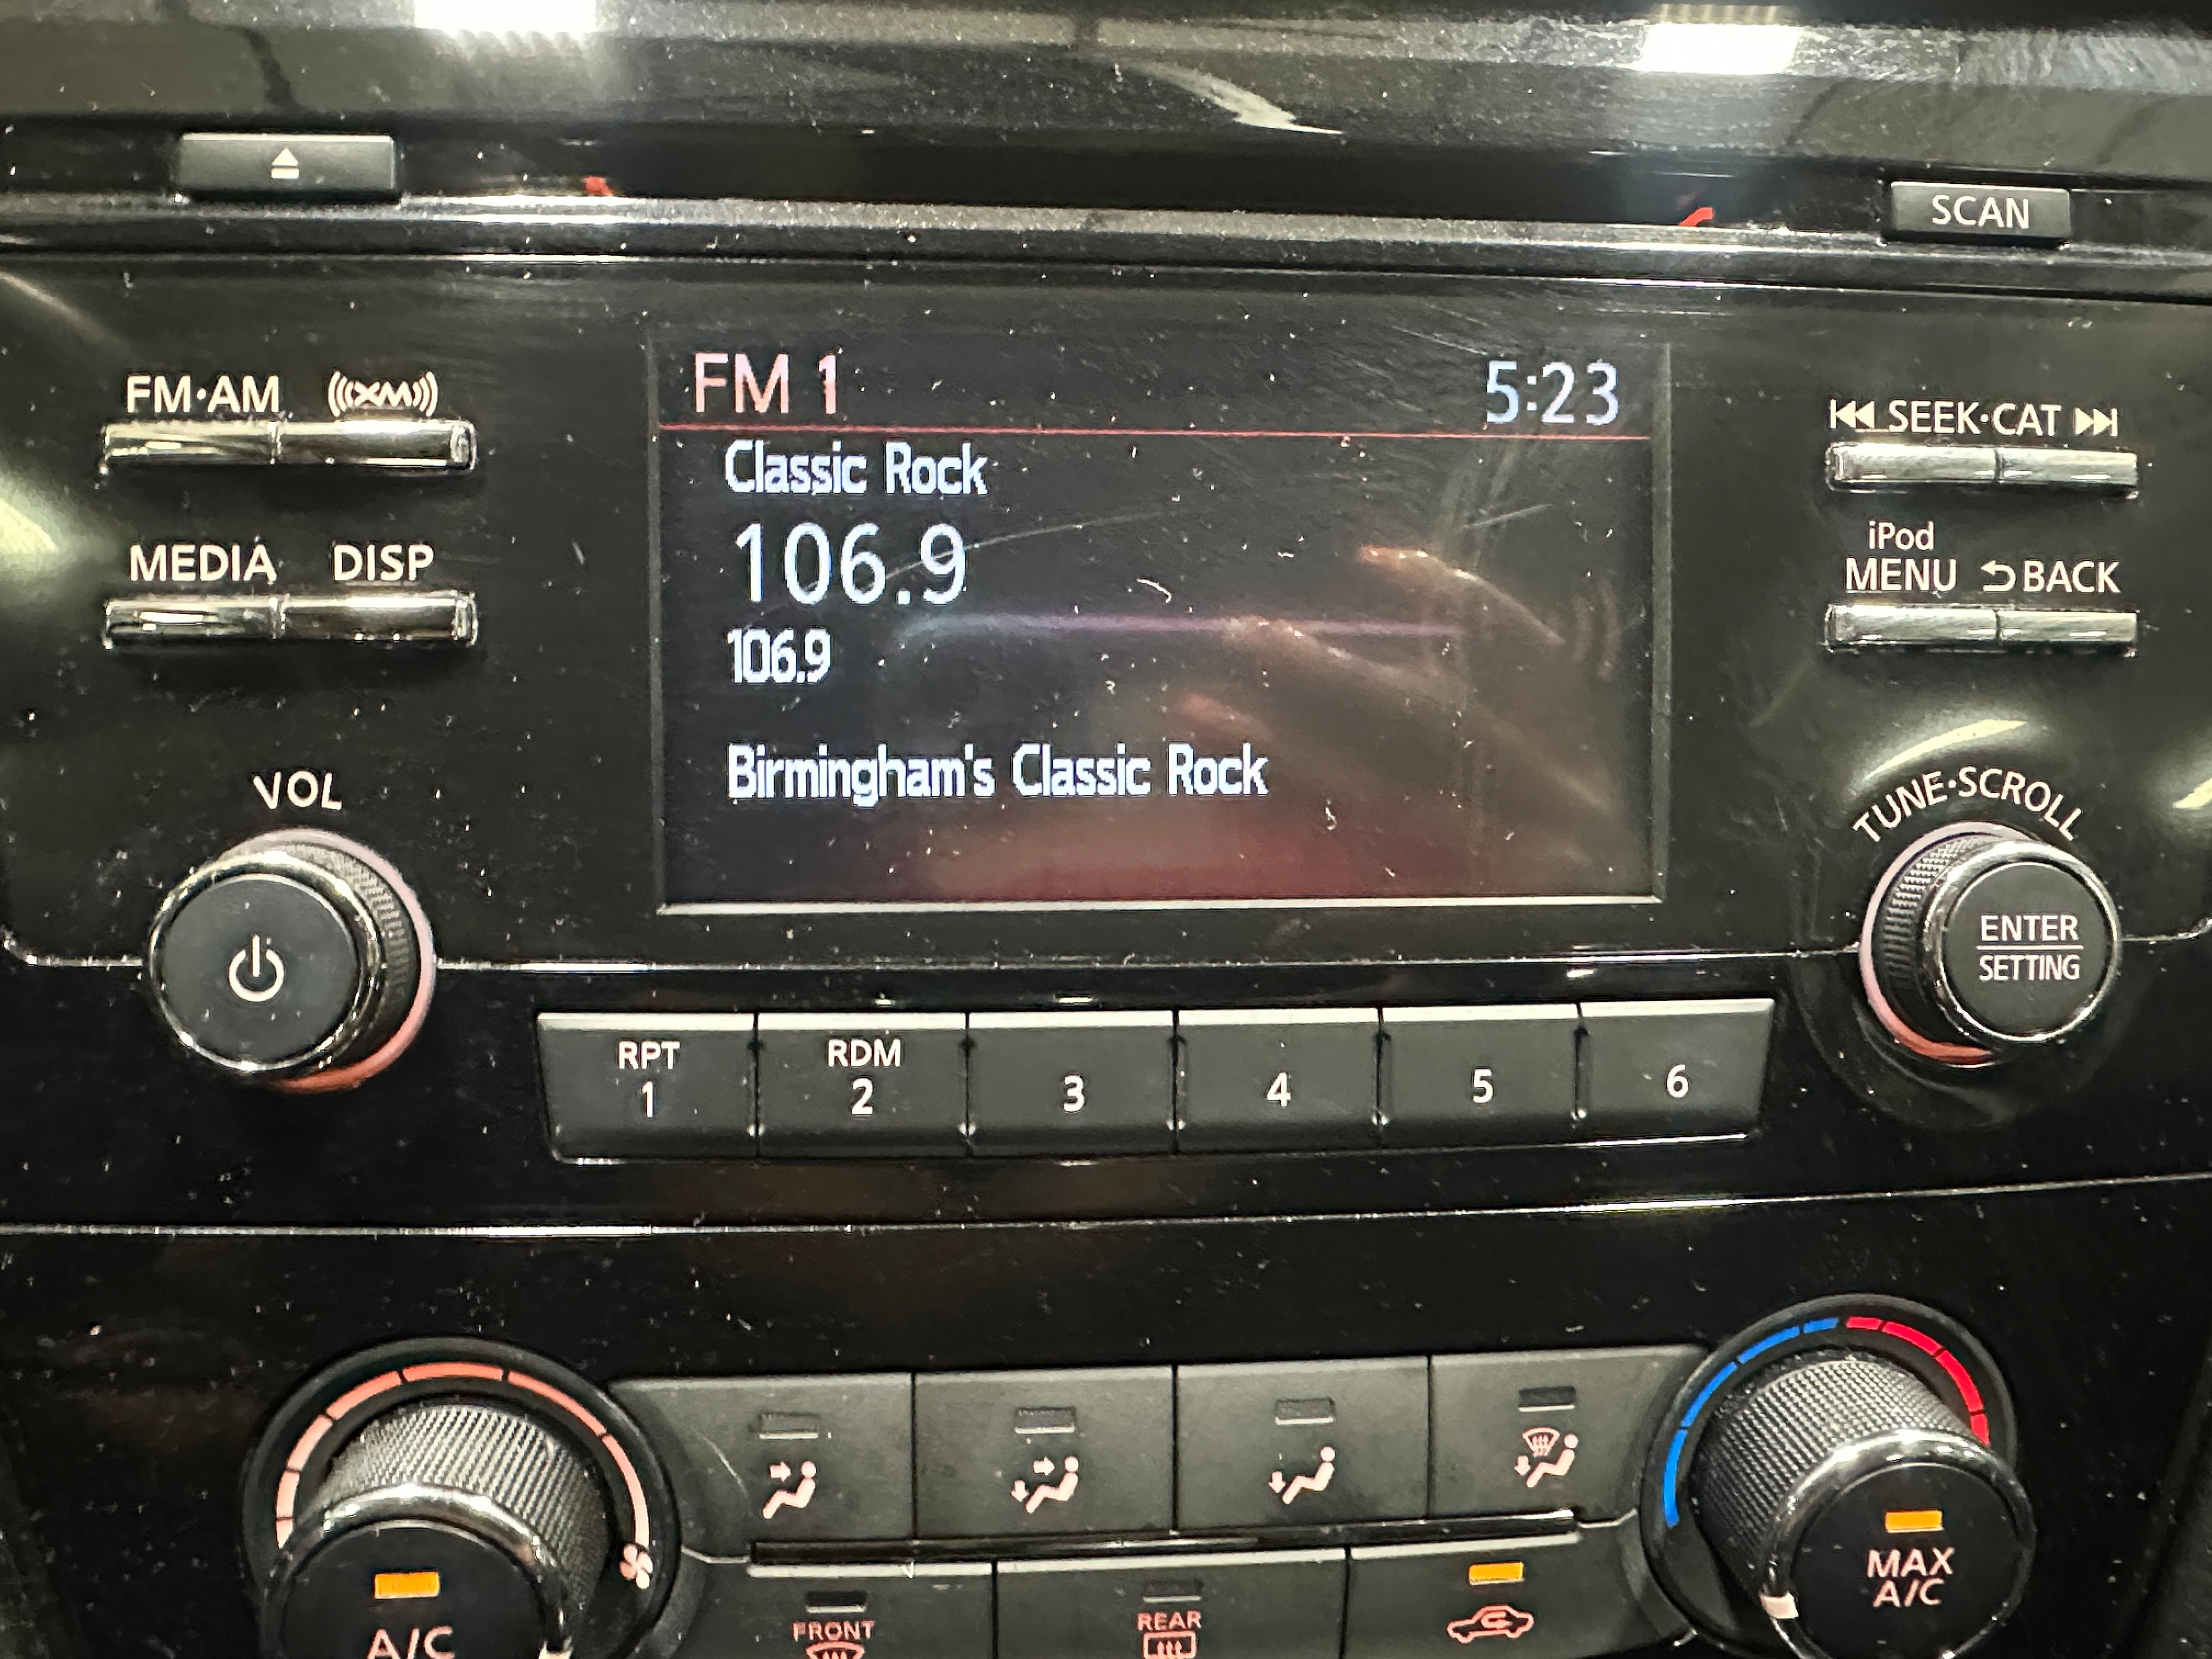 SCAN
FM·AM XM
FM 1 5:23
SEEK·CAT
Classic Rock
106.9
106.9
Birmingham's Classic Rock
MEDIA DISP
iPod
MENU BACK
VOL
TUNE·SCROLL
ENTER
SETTING
RPT RDM
1 2 3 4 5 6
A/C
FRONT
REAR
MAX
A/C